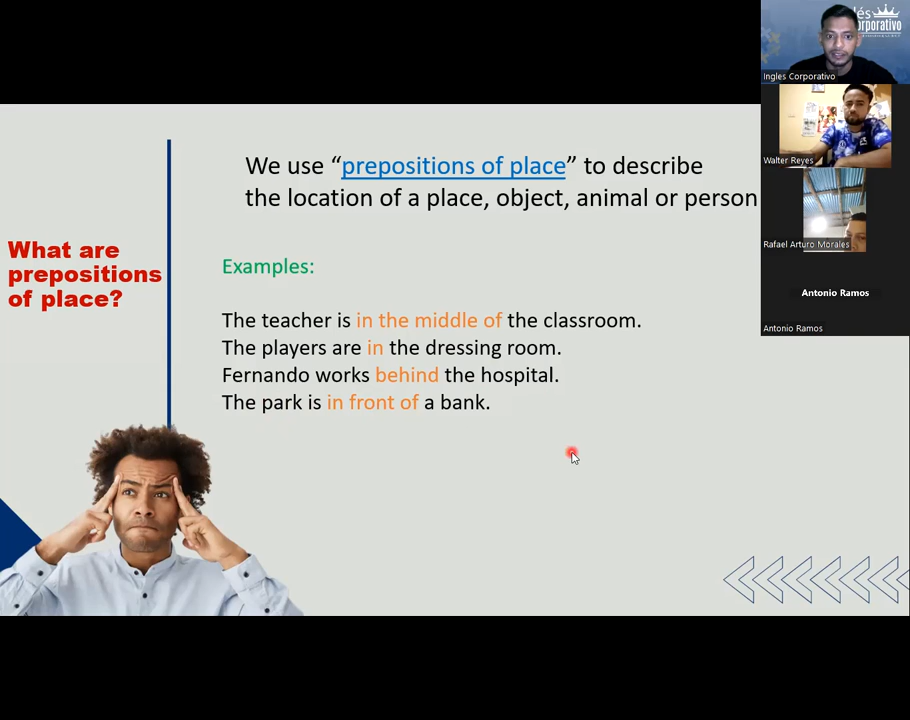 We use “prepositions of place” to describe
the location of a place, object, animal or person
What are
prepositions
of place?
Examples:
The teacher is in the middle of the classroom.
The players are in the dressing room.
Fernando works behind the hospital.
The park is in front of a bank.
Ingles Corporativo
Walter Reyes
Rafael Arturo Morales
Antonio Ramos
Antonio Ramos